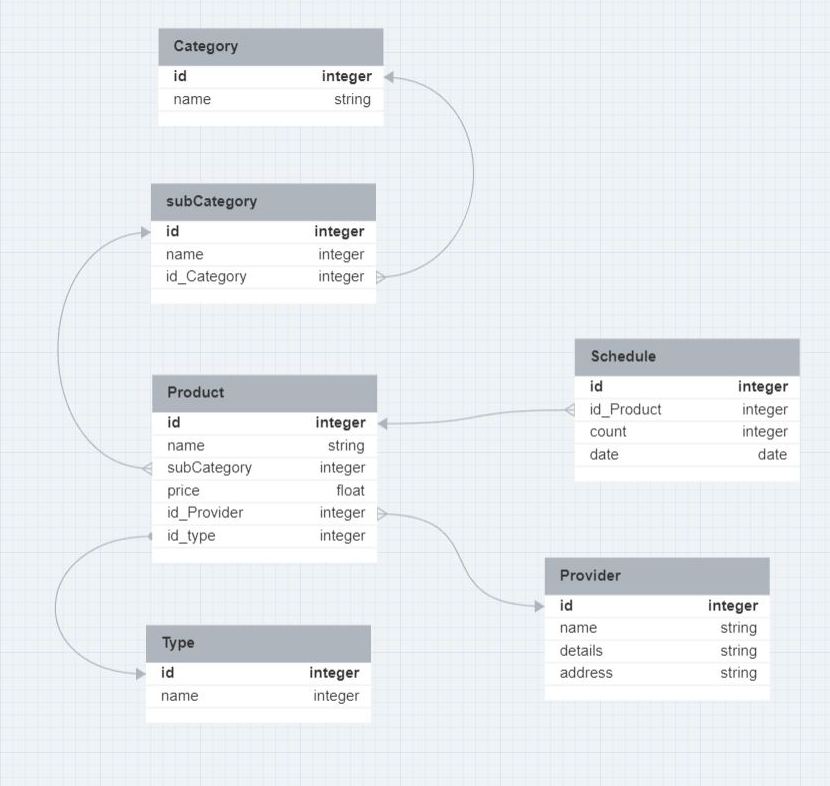 Category
id integer
name string
subCategory
id integer
name integer
id_Category integer
Product
id integer
name string
subCategory integer
price float
id_Provider integer
id_type integer
Schedule
id integer
id_Product integer
count integer
date date
Provider
id integer
name string
details string
address string
Type
id integer
name integer